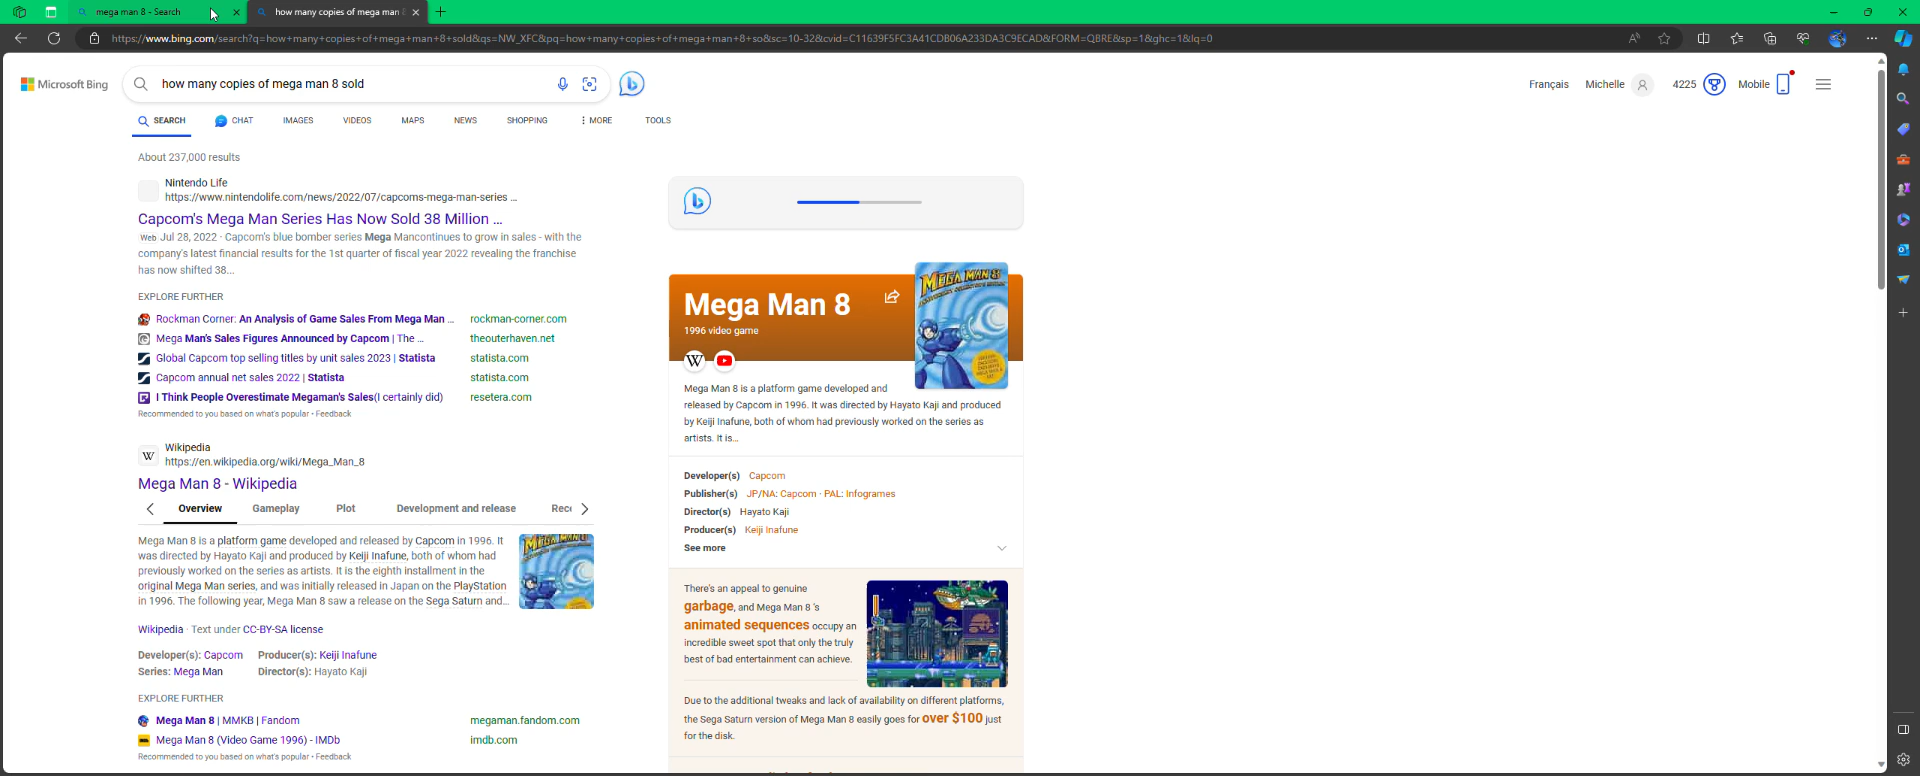 mega man 8 - Search
how many copies of mega man 8
https://www.bing.com/search?q=how+many+copies+of+mega+man+8+sold&qs=NW_XFC&pq=how+many+copies+of+mega+man+8+so&sc=10-32&cvid=C11639F5FC3A41CDB06A233DA3C9ECAD&FORM=QBRE&sp=1&ghc=1&lq=0
Microsoft Bing
how many copies of mega man 8 sold
Français Michelle 4225 Mobile
SEARCH CHAT IMAGES VIDEOS MAPS NEWS SHOPPING MORE TOOLS
About 237,000 results
Nintendo Life
https://www.nintendolife.com/news/2022/07/capcoms-mega-man-series ...
Capcom's Mega Man Series Has Now Sold 38 Million ...
Web Jul 28, 2022 · Capcom's blue bomber series Mega Mancontinues to grow in sales - with the
company's latest financial results for the 1st quarter of fiscal year 2022 revealing the franchise
has now shifted 38...
EXPLORE FURTHER
Rockman Corner: An Analysis of Game Sales From Mega Man ... rockman-corner.com
Mega Man's Sales Figures Announced by Capcom | The ... theouterhaven.net
Global Capcom top selling titles by unit sales 2023 | Statista statista.com
Capcom annual net sales 2022 | Statista statista.com
I Think People Overestimate Megaman's Sales(I certainly did) resetera.com
Recommended to you based on what's popular • Feedback
Wikipedia
https://en.wikipedia.org/wiki/Mega_Man_8
Mega Man 8 - Wikipedia
Overview Gameplay Plot Development and release Rece
Mega Man 8 is a platform game developed and released by Capcom in 1996. It
was directed by Hayato Kaji and produced by Keiji Inafune, both of whom had
previously worked on the series as artists. It is the eighth installment in the
original Mega Man series, and was initially released in Japan on the PlayStation
in 1996. The following year, Mega Man 8 saw a release on the Sega Saturn and...
MEGA MAN 8
Wikipedia · Text under CC-BY-SA license
Developer(s): Capcom Producer(s): Keiji Inafune
Series: Mega Man Director(s): Hayato Kaji
EXPLORE FURTHER
Mega Man 8 | MMKB | Fandom megaman.fandom.com
Mega Man 8 (Video Game 1996) - IMDb imdb.com
Recommended to you based on what's popular • Feedback
Mega Man 8
1996 video game
MEGA MAN 8
Mega Man 8 is a platform game developed and
released by Capcom in 1996. It was directed by Hayato Kaji and produced
by Keiji Inafune, both of whom had previously worked on the series as
artists. It is...
Developer(s) Capcom
Publisher(s) JP/NA: Capcom · PAL: Infogrames
Director(s) Hayato Kaji
Producer(s) Keiji Inafune
See more
There's an appeal to genuine
garbage, and Mega Man 8 's
animated sequences occupy an
incredible sweet spot that only the truly
best of bad entertainment can achieve.
Due to the additional tweaks and lack of availability on different platforms,
the Sega Saturn version of Mega Man 8 easily goes for over $100 just
for the disk.